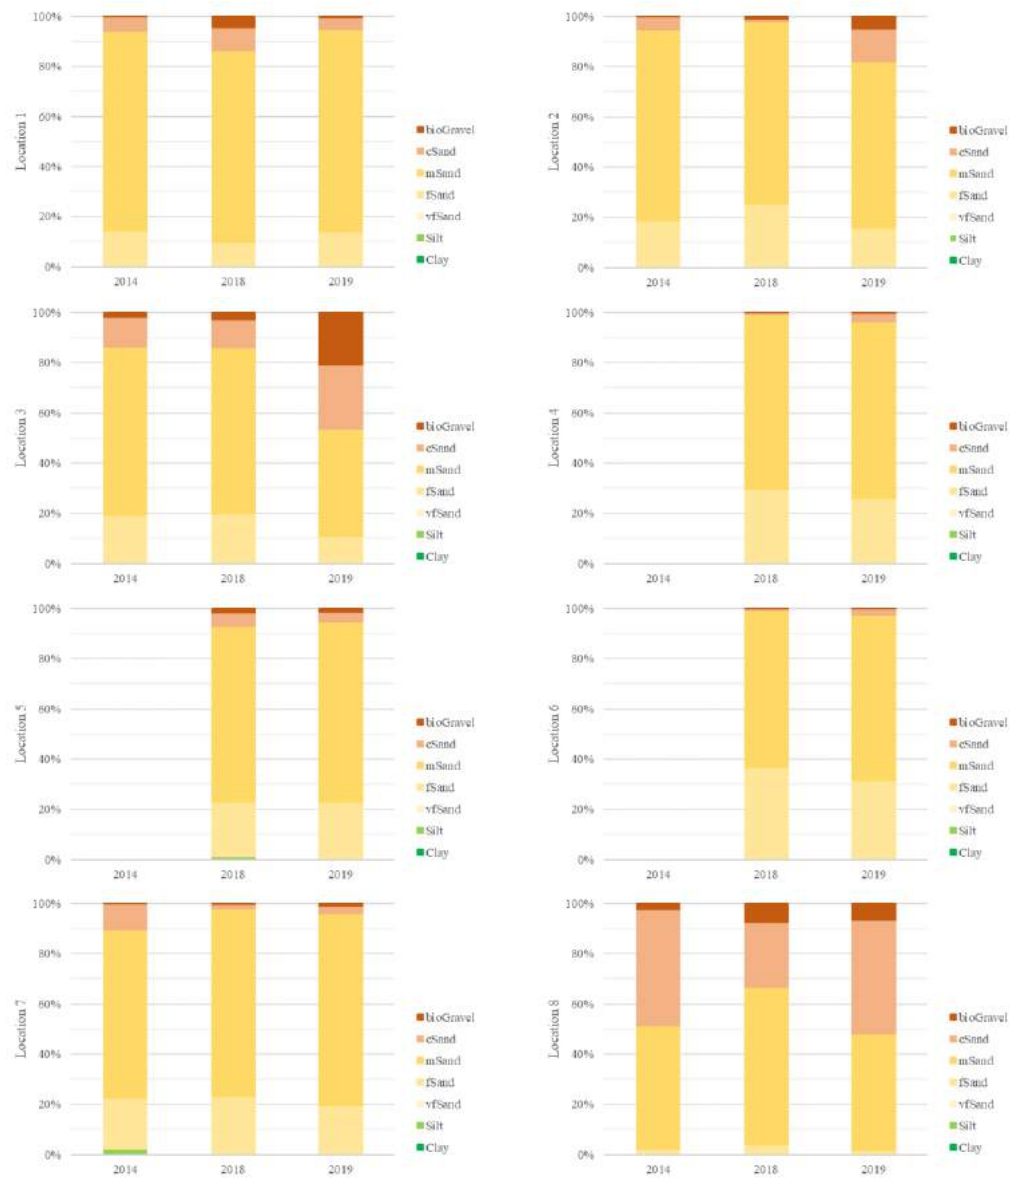 Location 1
100%
80%
60%
40%
20%
0%
2014 2018 2019
bioGravel
cSand
mSand
fSand
vfSand
Silt
Clay
Location 2
100%
80%
60%
40%
20%
0%
2014 2018 2019
bioGravel
cSand
mSand
fSand
vfSand
Silt
Clay
Location 3
100%
80%
60%
40%
20%
0%
2014 2018 2019
bioGravel
cSand
mSand
fSand
vfSand
Silt
Clay
Location 4
100%
80%
60%
40%
20%
0%
2014 2018 2019
bioGravel
cSand
mSand
fSand
vfSand
Silt
Clay
Location 5
100%
80%
60%
40%
20%
0%
2014 2018 2019
bioGravel
cSand
mSand
fSand
vfSand
Silt
Clay
Location 6
100%
80%
60%
40%
20%
0%
2014 2018 2019
bioGravel
cSand
mSand
fSand
vfSand
Silt
Clay
Location 7
100%
80%
60%
40%
20%
0%
2014 2018 2019
bioGravel
cSand
mSand
fSand
vfSand
Silt
Clay
Location 8
100%
80%
60%
40%
20%
0%
2014 2018 2019
bioGravel
cSand
mSand
fSand
vfSand
Silt
Clay